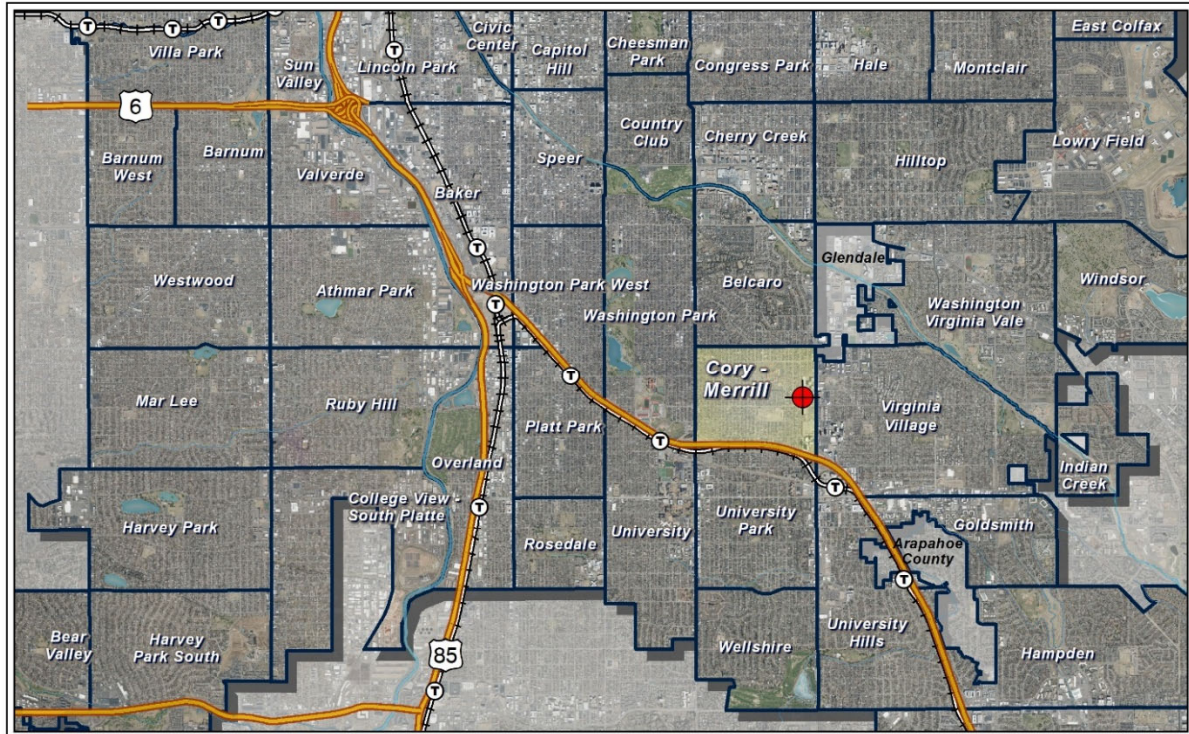 East Colfax
Villa Park
Sun
Valley
Lincoln Park
Civic
Center
Capitol
Hill
Cheesman
Park
Congress Park
Hale
Montclair
6
Barnum
West
Barnum
Valverde
Baker
Speer
Country
Club
Cherry Creek
Hilltop
Lowry Field
Westwood
Athmar Park
Washington Park West
Washington Park
Belcaro
Glendale
Washington
Virginia Vale
Windsor
Mar Lee
Ruby Hill
Overland
Platt Park
Cory -
Merrill
Virginia
Village
Indian
Creek
Harvey Park
College View -
South Platte
Rosedale
University
University
Park
Goldsmith
Arapahoe
County
Bear
Valley
Harvey
Park South
85
Wellshire
University
Hills
Hampden
T
T
T
T
T
T
T
T
T
T
T
T